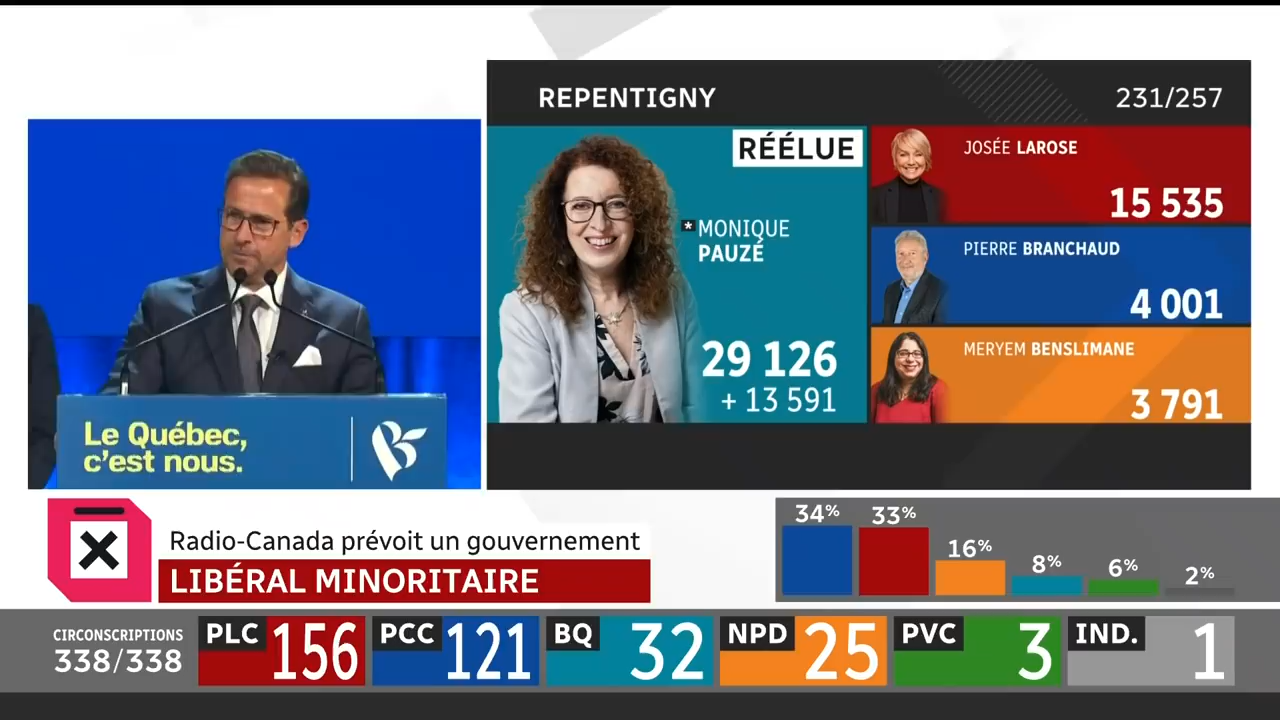 REPENTIGNY
231/257
RÉÉLUE
*MONIQUE
PAUZÉ
29 126
+ 13 591
JOSÉE LAROSE
15 535
PIERRE BRANCHAUD
4 001
MERYEM BENSLIMANE
3 791
Le Québec,
c'est nous.
Radio-Canada prévoit un gouvernement
LIBÉRAL MINORITAIRE
34% 33% 16% 8% 6% 2%
CIRCONSCRIPTIONS
338/338
PLC 156 PCC 121 BQ 32 NPD 25 PVC 3 IND. 1